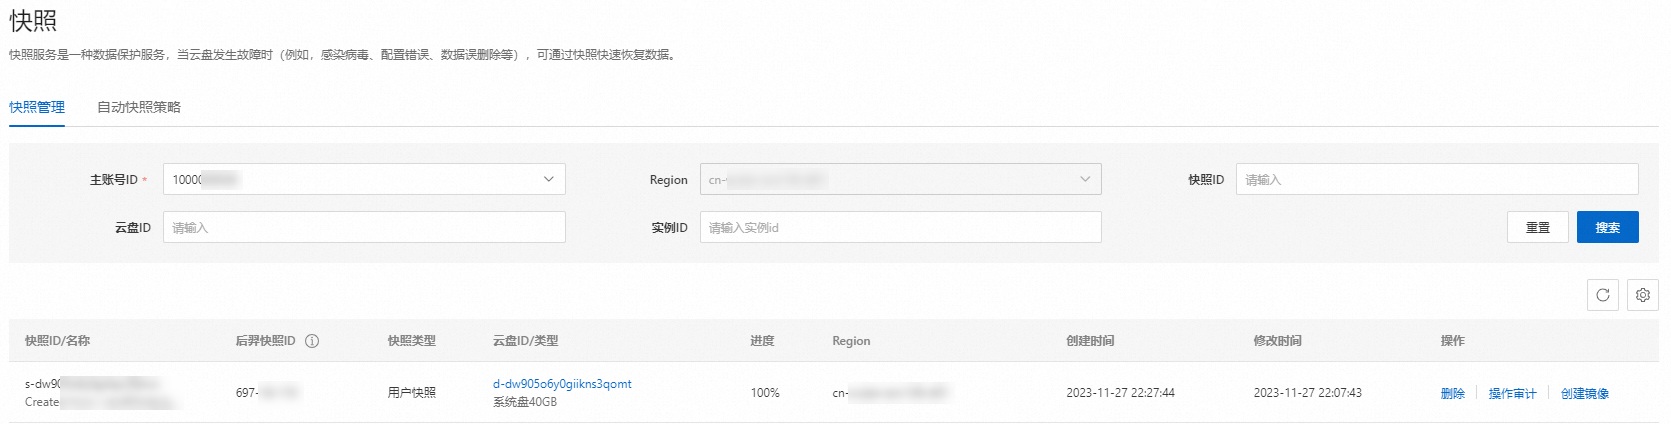 快照
快照服务是一种数据保护服务，当云盘发生故障时（例如，感染病毒、配置错误、数据误删除等），可通过快照快速恢复数据。
快照管理 自动快照策略
主账号ID * 10000 Region cn- 快照ID 请输入
云盘ID 请输入 实例ID 请输入实例id 重置 搜索
快照ID/名称 后羿快照ID 快照类型 云盘ID/类型 进度 Region 创建时间 修改时间 操作
s-dw90 697- 用户快照 d-dw905o6y0giikns3qomt 100% cn- 2023-11-27 22:27:44 2023-11-27 22:07:43 删除 操作审计 创建镜像
Create 系统盘40GB